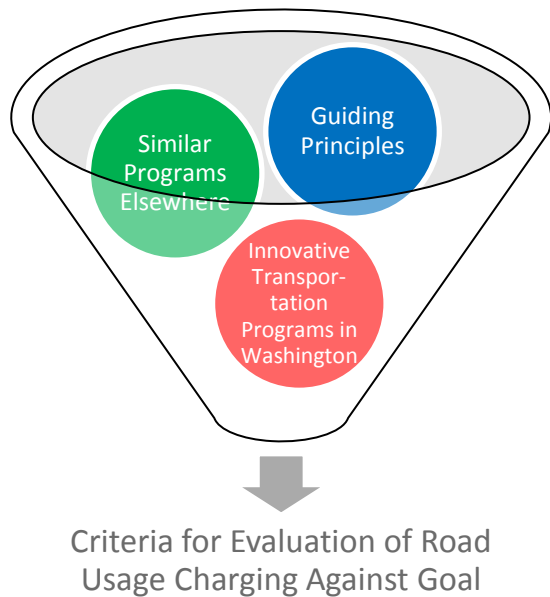 Guiding
Principles
Similar
Programs
Elsewhere
Innovative
Transpor-
tation
Programs in
Washington
Criteria for Evaluation of Road
Usage Charging Against Goal